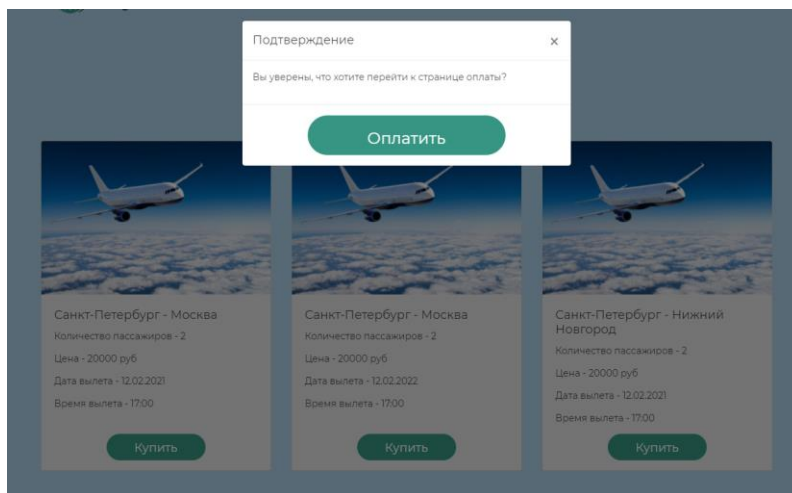 Подтверждение ×
Вы уверены, что хотите перейти к странице оплаты?
Оплатить
Санкт-Петербург - Москва
Количество пассажиров - 2
Цена - 20000 руб
Дата вылета - 12.02.2021
Время вылета - 17:00
Купить
Санкт-Петербург - Москва
Количество пассажиров - 2
Цена - 20000 руб
Дата вылета - 12.02.2022
Время вылета - 17:00
Купить
Санкт-Петербург - Нижний
Новгород
Количество пассажиров - 2
Цена - 20000 руб
Дата вылета - 12.02.2021
Время вылета - 17:00
Купить